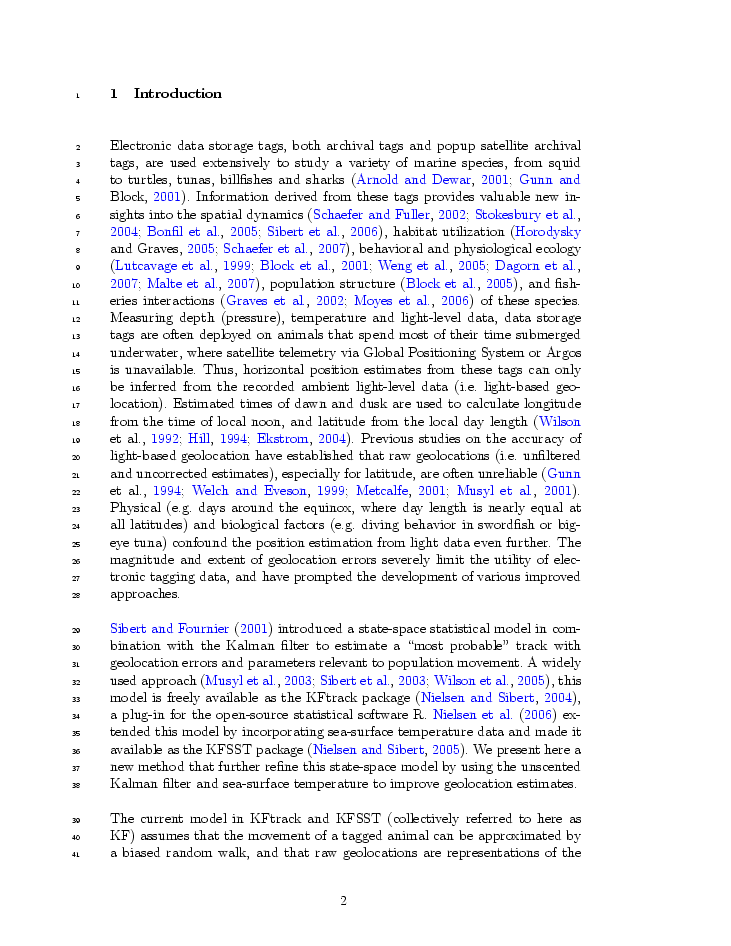 1 1 Introduction
2 Electronic data storage tags, both archival tags and popup satellite archival
3 tags, are used extensively to study a variety of marine species, from squid
4 to turtles, tunas, billfishes and sharks (Arnold and Dewar, 2001; Gunn and
5 Block, 2001). Information derived from these tags provides valuable new in-
6 sights into the spatial dynamics (Schaefer and Fuller, 2002; Stokesbury et al.,
7 2004; Bonfil et al., 2005; Sibert et al., 2006), habitat utilization (Horodysky
8 and Graves, 2005; Schaefer et al., 2007), behavioral and physiological ecology
9 (Lutcavage et al., 1999; Block et al., 2001; Weng et al., 2005; Dagorn et al.,
10 2007; Malte et al., 2007), population structure (Block et al., 2005), and fish-
11 eries interactions (Graves et al., 2002; Moyes et al., 2006) of these species.
12 Measuring depth (pressure), temperature and light-level data, data storage
13 tags are often deployed on animals that spend most of their time submerged
14 underwater, where satellite telemetry via Global Positioning System or Argos
15 is unavailable. Thus, horizontal position estimates from these tags can only
16 be inferred from the recorded ambient light-level data (i.e. light-based geo-
17 location). Estimated times of dawn and dusk are used to calculate longitude
18 from the time of local noon, and latitude from the local day length (Wilson
19 et al., 1992; Hill, 1994; Ekstrom, 2004). Previous studies on the accuracy of
20 light-based geolocation have established that raw geolocations (i.e. unfiltered
21 and uncorrected estimates), especially for latitude, are often unreliable (Gunn
22 et al., 1994; Welch and Eveson, 1999; Metcalfe, 2001; Musyl et al., 2001).
23 Physical (e.g. days around the equinox, where day length is nearly equal at
24 all latitudes) and biological factors (e.g. diving behavior in swordfish or big-
25 eye tuna) confound the position estimation from light data even further. The
26 magnitude and extent of geolocation errors severely limit the utility of elec-
27 tronic tagging data, and have prompted the development of various improved
28 approaches.
29 Sibert and Fournier (2001) introduced a state-space statistical model in com-
30 bination with the Kalman filter to estimate a “most probable” track with
31 geolocation errors and parameters relevant to population movement. A widely
32 used approach (Musyl et al., 2003; Sibert et al., 2003; Wilson et al., 2005), this
33 model is freely available as the KFtrack package (Nielsen and Sibert, 2004),
34 a plug-in for the open-source statistical software R. Nielsen et al. (2006) ex-
35 tended this model by incorporating sea-surface temperature data and made it
36 available as the KFSST package (Nielsen and Sibert, 2005). We present here a
37 new method that further refine this state-space model by using the unscented
38 Kalman filter and sea-surface temperature to improve geolocation estimates.
39 The current model in KFtrack and KFSST (collectively referred to here as
40 KF) assumes that the movement of a tagged animal can be approximated by
41 a biased random walk, and that raw geolocations are representations of the
2